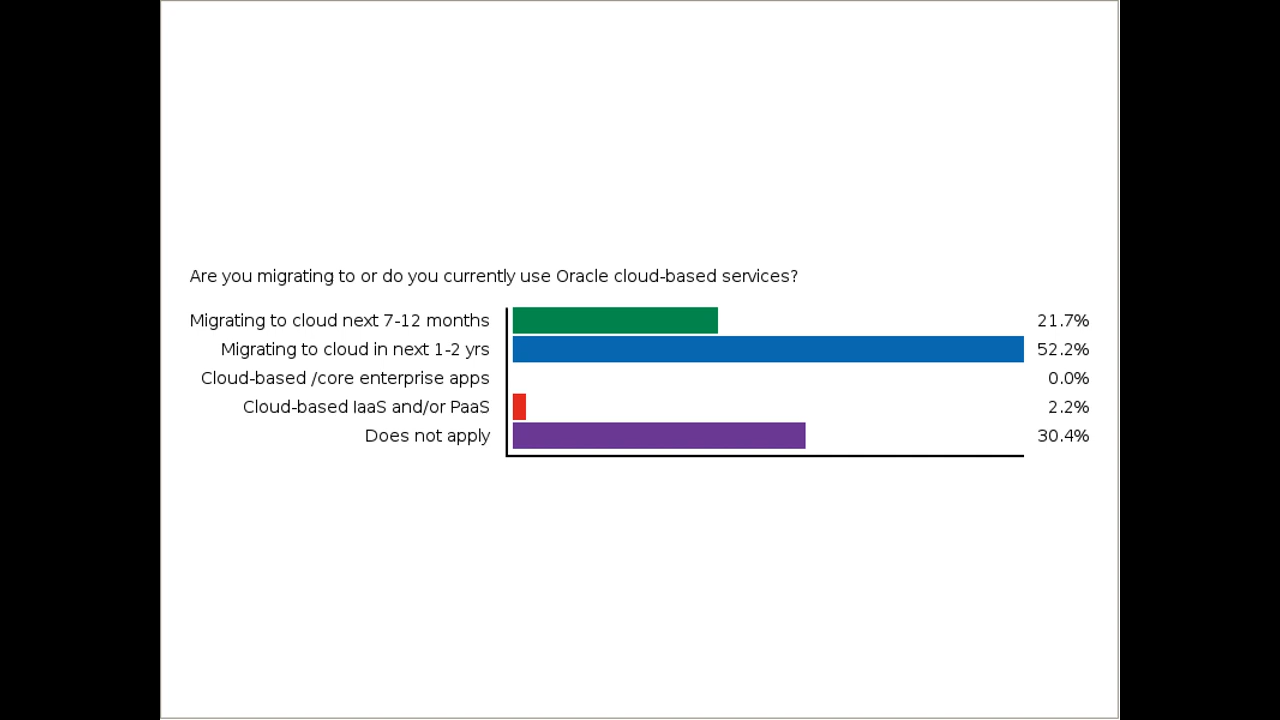 Are you migrating to or do you currently use Oracle cloud-based services?
Migrating to cloud next 7-12 months 21.7%
Migrating to cloud in next 1-2 yrs 52.2%
Cloud-based /core enterprise apps 0.0%
Cloud-based IaaS and/or PaaS 2.2%
Does not apply 30.4%